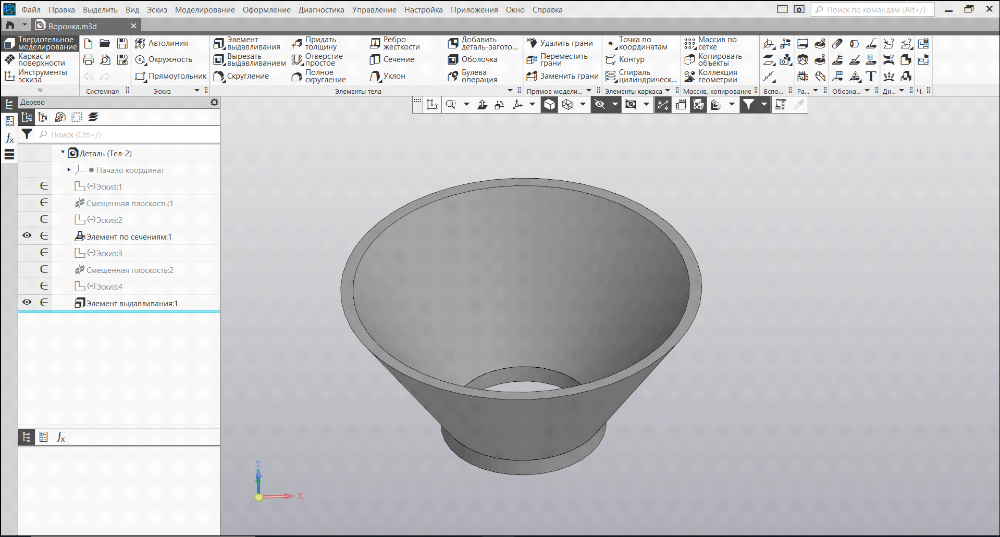 Файл Правка Выделить Вид Эскиз Моделирование Оформление Диагностика Управление Настройка Приложения Окно Справка Поиск по командам (Alt+/)
Воронка.m3d
Твердотельное моделирование
Каркас и поверхности
Инструменты эскиза
Системная
Автолиния
Окружность
Прямоугольник
Эскиз
Элемент выдавливания
Вырезать выдавливанием
Скругление
Придать толщину
Отверстие простое
Полное скругление
Ребро жесткости
Сечение
Уклон
Добавить деталь-загото...
Оболочка
Булева операция
Элементы тела
Удалить грани
Переместить грани
Заменить грани
Прямое модели...
Точка по координатам
Контур
Спираль цилиндрическ...
Элементы каркаса
Массив по сетке
Копировать объекты
Коллекция геометрии
Массив, копирование
Вспо...
Ра...
Обозна...
Ди...
Ч.
Дерево
Поиск (Ctrl+/)
Деталь (Тел-2)
Начало координат
(-)Эскиз:1
Смещенная плоскость:1
(-)Эскиз:2
Элемент по сечениям:1
(-)Эскиз:3
Смещенная плоскость:2
(-)Эскиз:4
Элемент выдавливания:1
Z
X